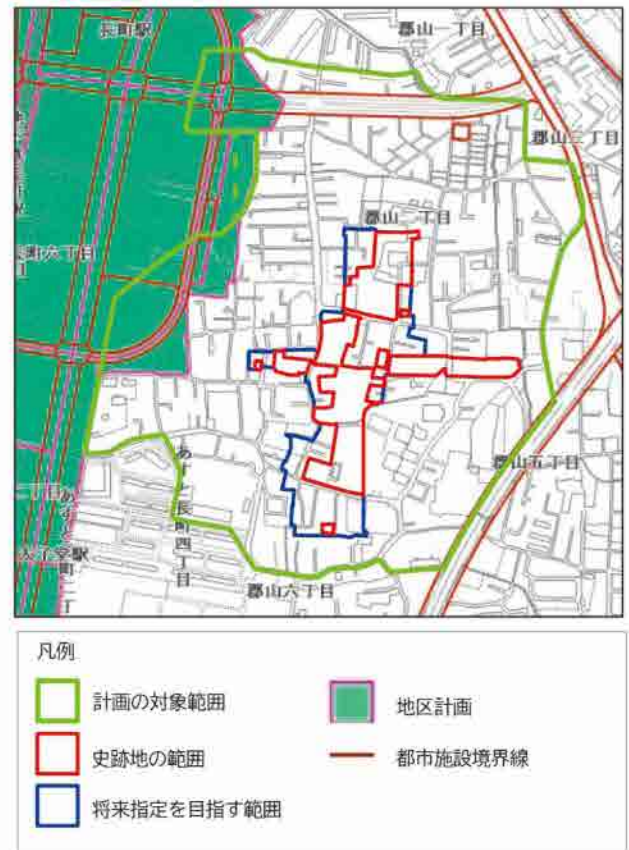 長町駅
郡山一丁目
郡山三丁目
郡山二丁目
町六丁目
郡山五丁目
あすと長町四丁目
太子堂駅
郡山六丁目
凡例
計画の対象範囲
地区計画
史跡地の範囲
都市施設境界線
将来指定を目指す範囲